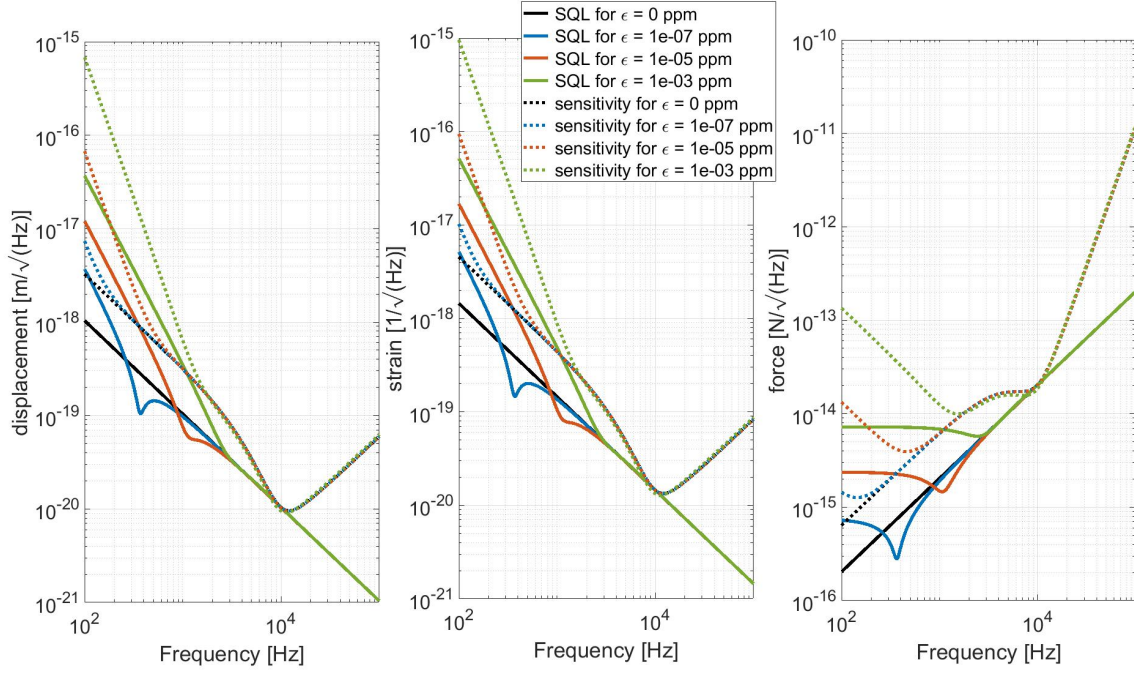 SQL for ϵ = 0 ppm
SQL for ϵ = 1e-07 ppm
SQL for ϵ = 1e-05 ppm
SQL for ϵ = 1e-03 ppm
sensitivity for ϵ = 0 ppm
sensitivity for ϵ = 1e-07 ppm
sensitivity for ϵ = 1e-05 ppm
sensitivity for ϵ = 1e-03 ppm
displacement [m/√(Hz)]
10⁻¹⁵
10⁻¹⁶
10⁻¹⁷
10⁻¹⁸
10⁻¹⁹
10⁻²⁰
10⁻²¹
10²
10⁴
Frequency [Hz]
strain [1/√(Hz)]
10⁻¹⁵
10⁻¹⁶
10⁻¹⁷
10⁻¹⁸
10⁻¹⁹
10⁻²⁰
10⁻²¹
10²
10⁴
Frequency [Hz]
force [N/√(Hz)]
10⁻¹⁰
10⁻¹¹
10⁻¹²
10⁻¹³
10⁻¹⁴
10⁻¹⁵
10⁻¹⁶
10²
10⁴
Frequency [Hz]